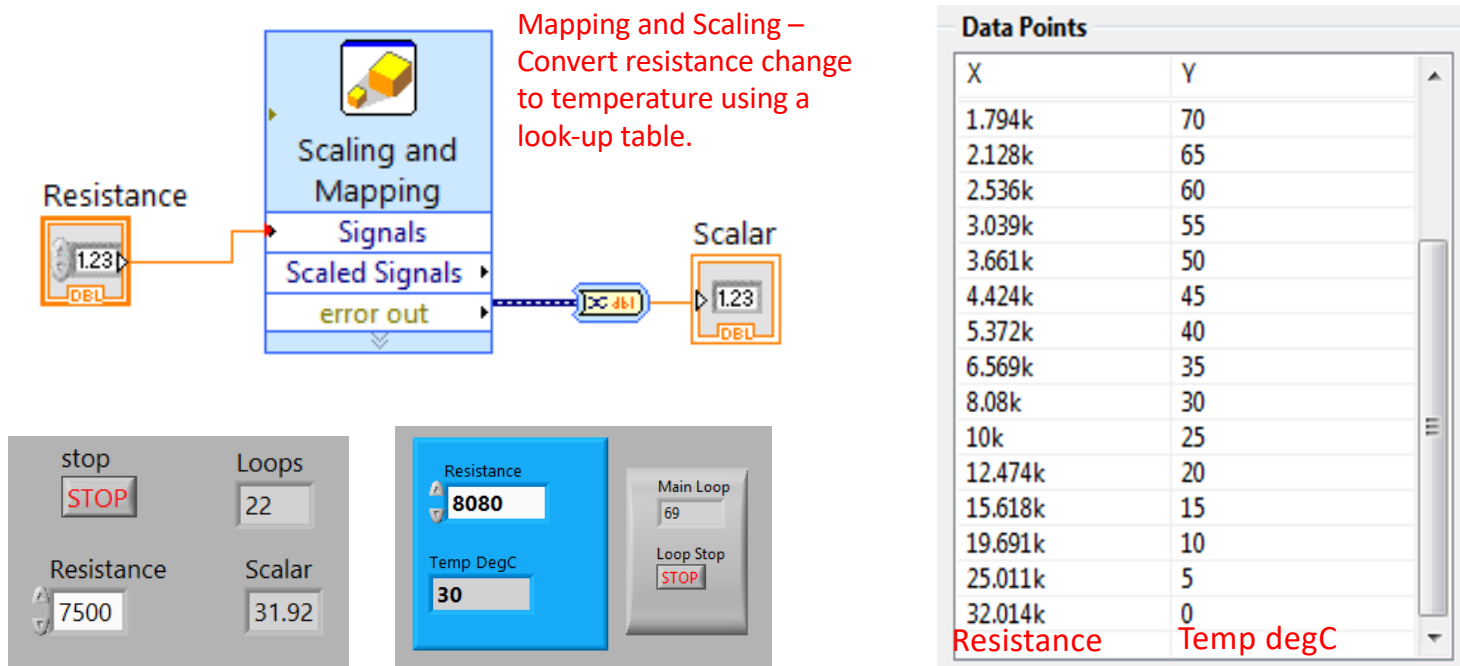 Mapping and Scaling –
Convert resistance change
to temperature using a
look-up table.
Scaling and
Mapping
Signals
Scaled Signals
error out
Resistance
1.23
DBL
dbl
Scalar
1.23
DBL
stop
STOP
Loops
22
Resistance
7500
Scalar
31.92
Resistance
8080
Temp DegC
30
Main Loop
69
Loop Stop
STOP
Data Points
X Y
1.794k 70
2.128k 65
2.536k 60
3.039k 55
3.661k 50
4.424k 45
5.372k 40
6.569k 35
8.08k 30
10k 25
12.474k 20
15.618k 15
19.691k 10
25.011k 5
32.014k 0
Resistance Temp degC